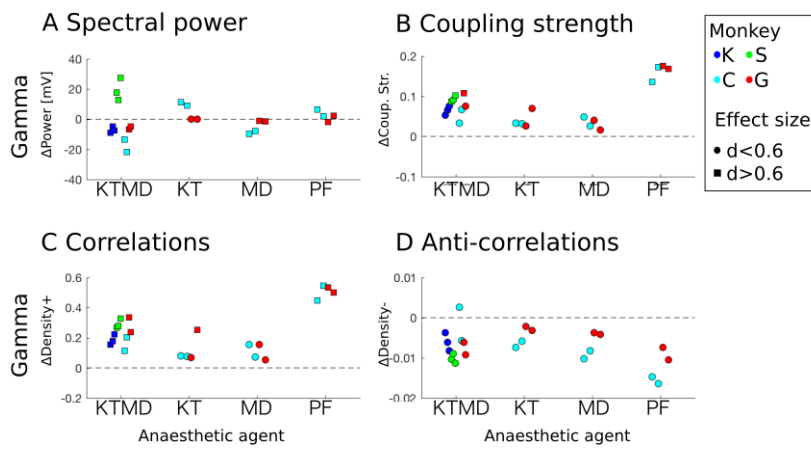 A Spectral power
B Coupling strength
Monkey
K S
C G
Effect size
d<0.6
d>0.6
Gamma
ΔPower [mV]
40
20
0
-20
-40
KTMD KT MD PF
ΔCoup. Str.
0.2
0.1
0
-0.1
KTMD KT MD PF
C Correlations
D Anti-correlations
Gamma
ΔDensity+
0.6
0.4
0.2
0
-0.2
KTMD KT MD PF
Anaesthetic agent
ΔDensity-
0.01
0
-0.01
-0.02
KTMD KT MD PF
Anaesthetic agent